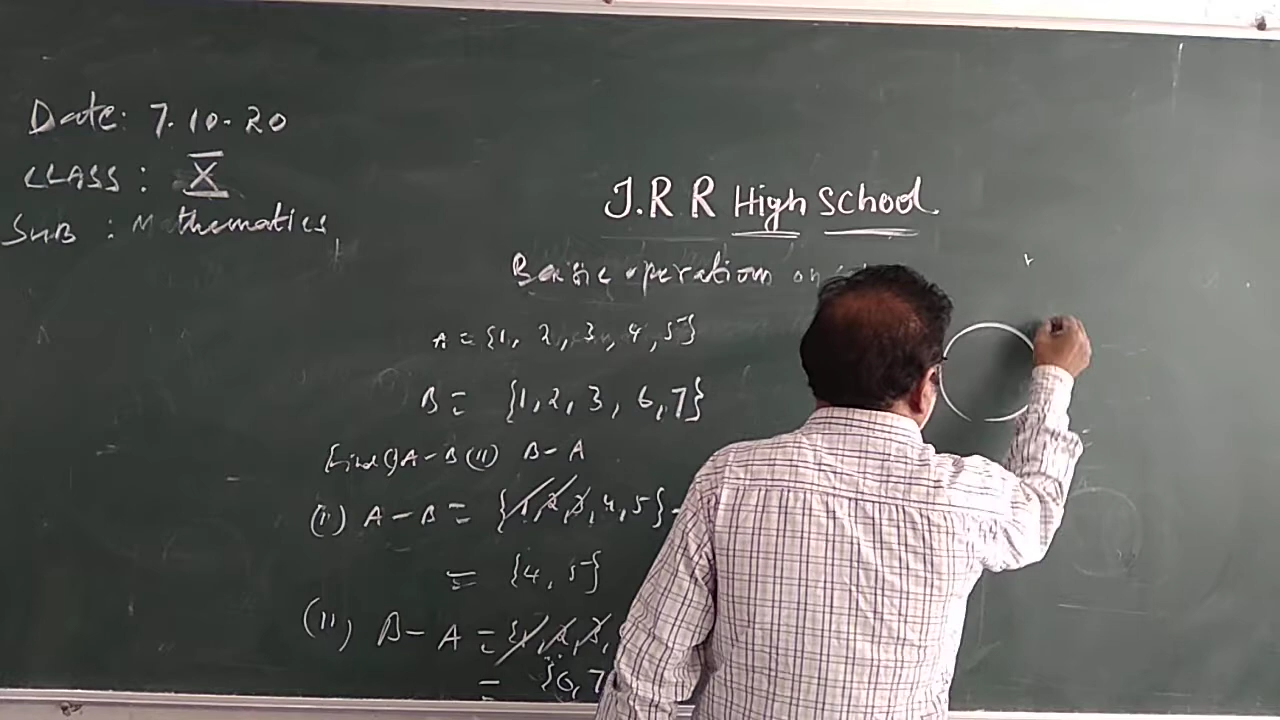 Date: 7.10.20
CLASS : X
SUB : Mathematics
J.R R High School
Basic operation on
A = {1, 2, 3, 4, 5}
B = {1, 2, 3, 6, 7}
Find (i) A - B (ii) B - A
(i) A - B = {1, 2, 3, 4, 5} -
= {4, 5}
(ii) B - A = {1, 2, 3,
= {6, 7